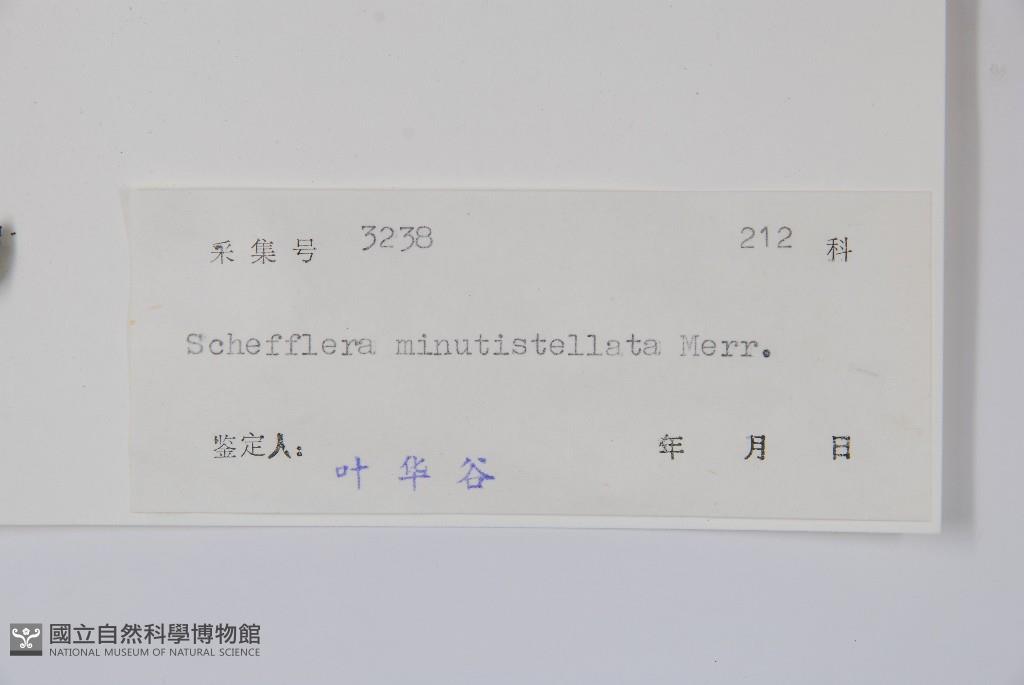 采集号 3238 212 科
Schefflera minutistellata Merr.
鉴定人: 叶华谷 年 月 日
國立自然科學博物館
NATIONAL MUSEUM OF NATURAL SCIENCE